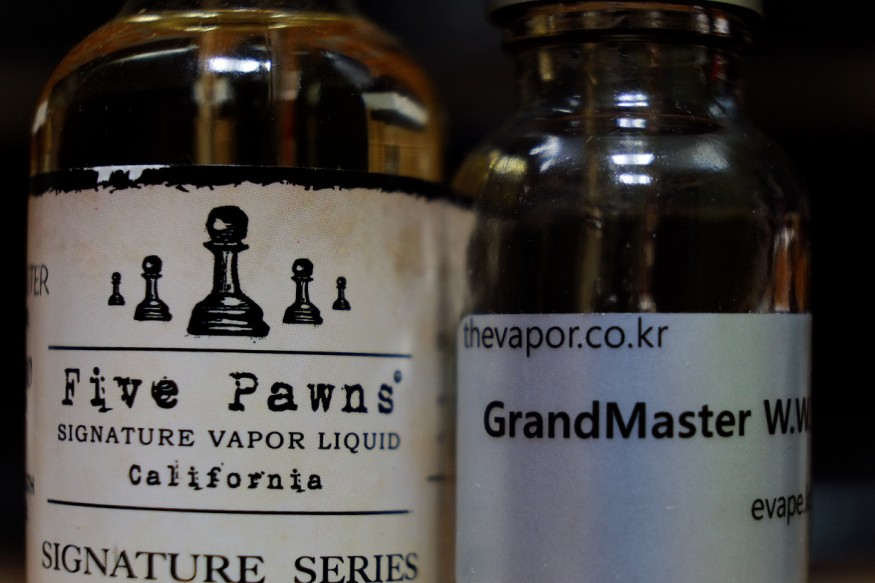 Five Pawns
SIGNATURE VAPOR LIQUID
California
SIGNATURE SERIES
thevapor.co.kr
GrandMaster W.W
evape.